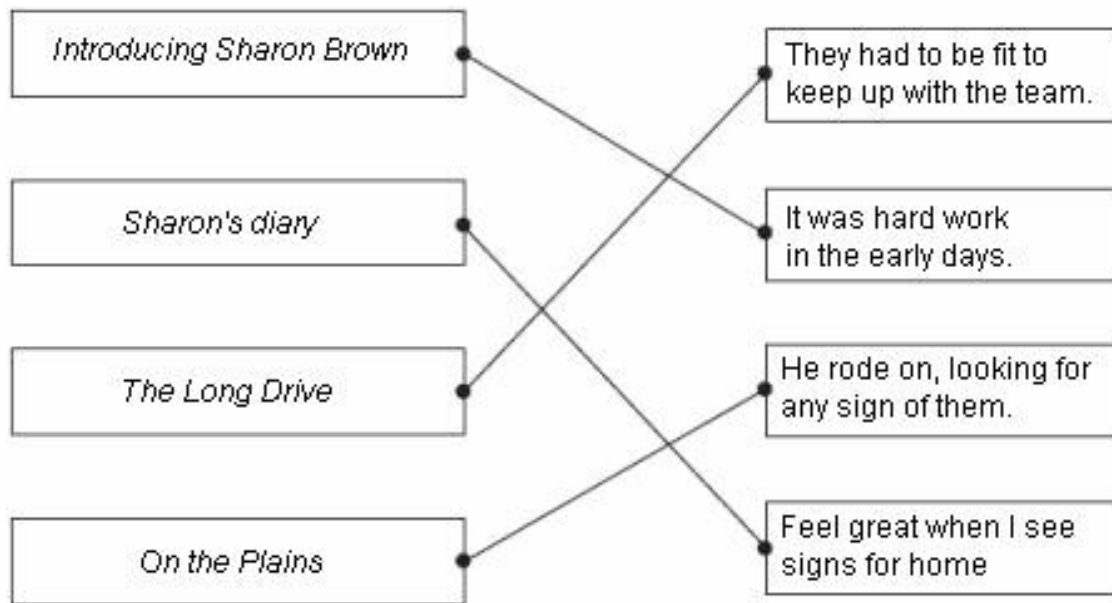 Introducing Sharon Brown
They had to be fit to
keep up with the team.
Sharon's diary
It was hard work
in the early days.
The Long Drive
He rode on, looking for
any sign of them.
On the Plains
Feel great when I see
signs for home